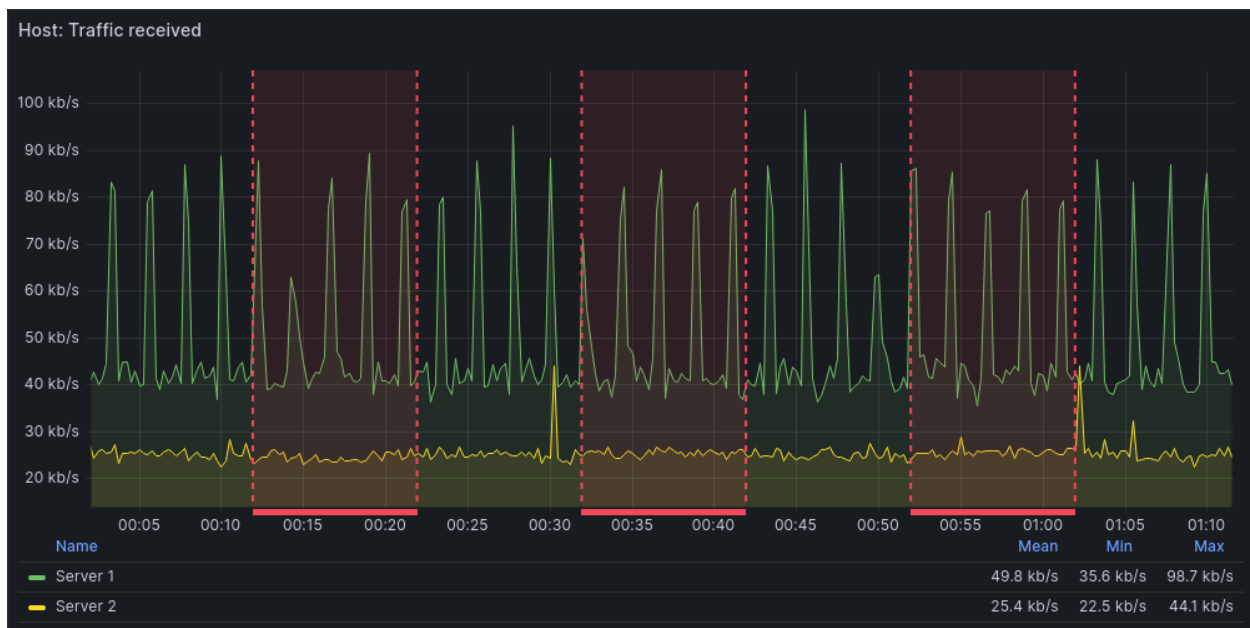 Host: Traffic received
100 kb/s
90 kb/s
80 kb/s
70 kb/s
60 kb/s
50 kb/s
40 kb/s
30 kb/s
20 kb/s
00:05 00:10 00:15 00:20 00:25 00:30 00:35 00:40 00:45 00:50 00:55 01:00 01:05 01:10
Name Mean Min Max
Server 1 49.8 kb/s 35.6 kb/s 98.7 kb/s
Server 2 25.4 kb/s 22.5 kb/s 44.1 kb/s